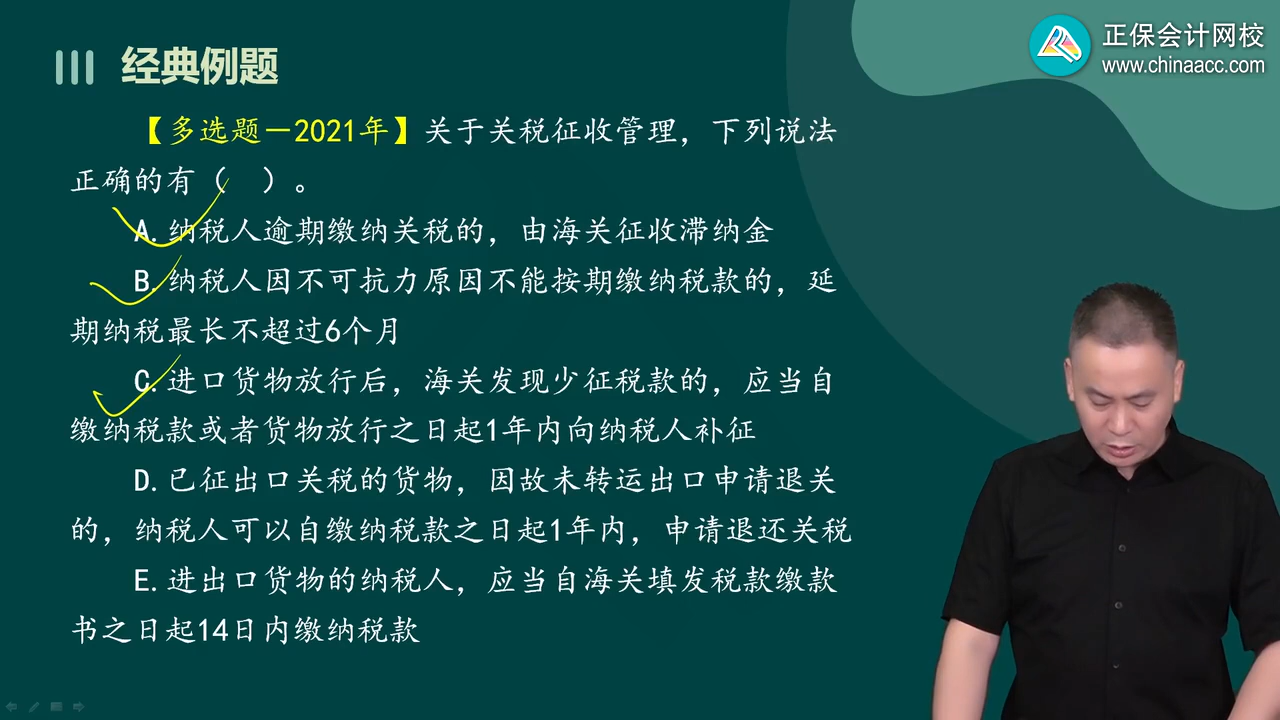 经典例题
正保会计网校
www.chinaacc.com
【多选题－2021年】关于关税征收管理，下列说法
正确的有（　）。
A.纳税人逾期缴纳关税的，由海关征收滞纳金
B.纳税人因不可抗力原因不能按期缴纳税款的，延
期纳税最长不超过6个月
C.进口货物放行后，海关发现少征税款的，应当自
缴纳税款或者货物放行之日起1年内向纳税人补征
D.已征出口关税的货物，因故未转运出口申请退关
的，纳税人可以自缴纳税款之日起1年内，申请退还关税
E.进出口货物的纳税人，应当自海关填发税款缴款
书之日起14日内缴纳税款